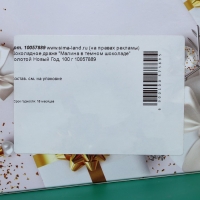 арт. 10057889 www.sima-land.ru (на правах рекламы)
Шоколадное драже "Малина в темном шоколаде"
Золотой Новый Год, 100 г 10057889
Состав: см. на упаковке
Срок годности: 18 месяцев